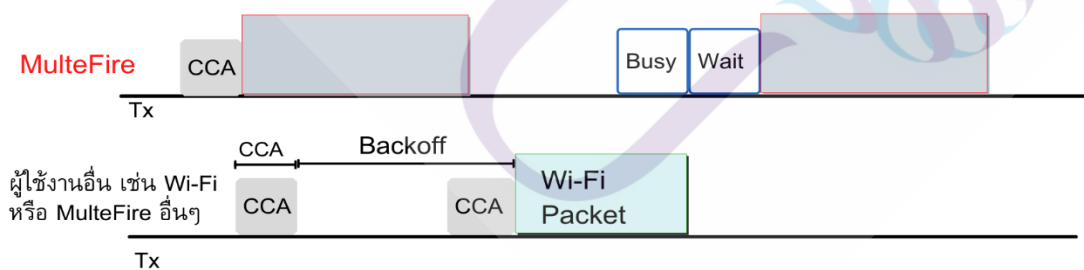 MulteFire
CCA
Busy
Wait
Tx
CCA
Backoff
ผู้ใช้งานอื่น เช่น Wi-Fi
หรือ MulteFire อื่นๆ
CCA
CCA
Wi-Fi
Packet
Tx